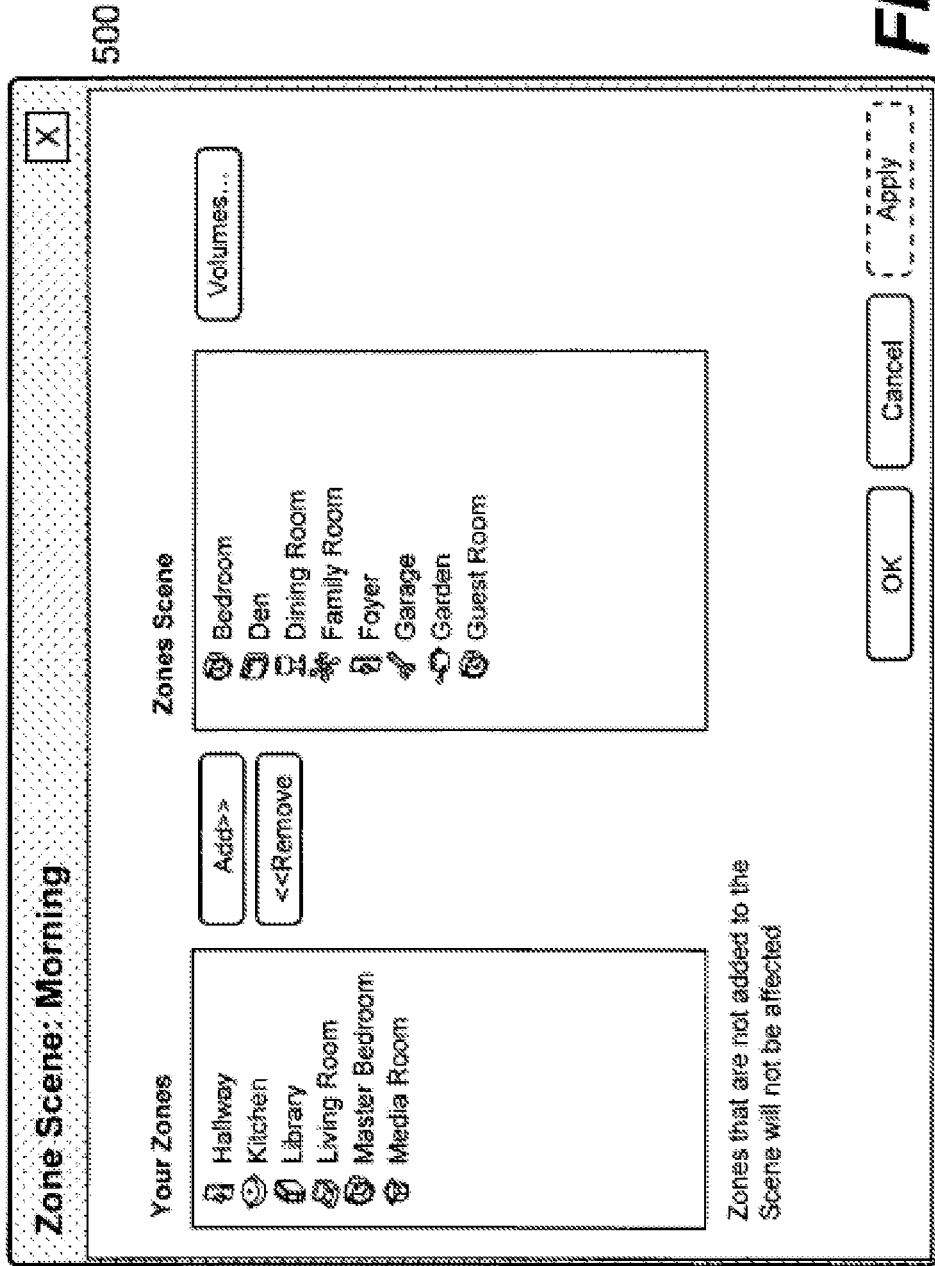 500
Zone Scene: Morning
X
Your Zones
Hallway
Kitchen
Library
Living Room
Master Bedroom
Media Room
Add>>
<<Remove
Zones Scene
Bedroom
Den
Dining Room
Family Room
Foyer
Garage
Garden
Guest Room
Volumes...
Zones that are not added to the
Scene will not be affected
OK
Cancel
Apply